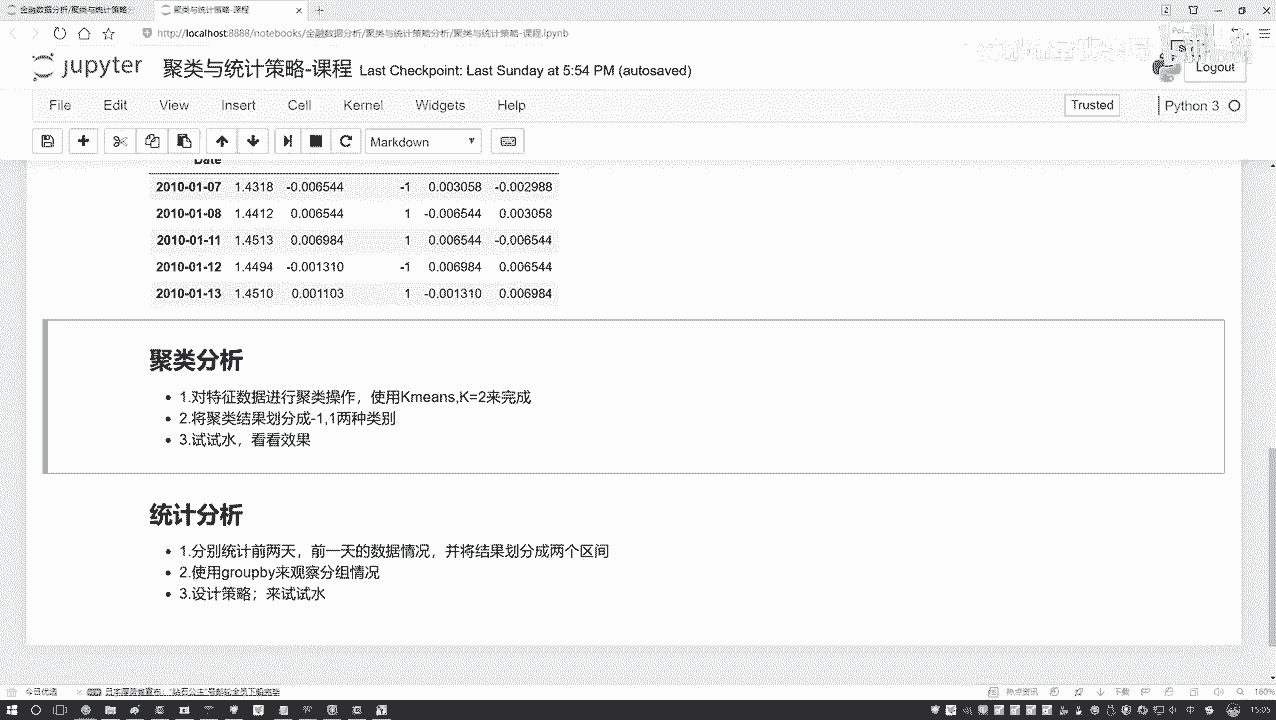 金融数据分析/聚类与统计策略分
聚类与统计策略-课程
http://localhost:8888/notebooks/金融数据分析/聚类与统计策略分析/聚类与统计策略-课程.ipynb
jupyter 聚类与统计策略-课程 Last Checkpoint: Last Sunday at 5:54 PM (autosaved)
Logout
File Edit View Insert Cell Kernel Widgets Help
Trusted
Python 3
Markdown
Date
2010-01-07 1.4318 -0.006544 -1 0.003058 -0.002988
2010-01-08 1.4412 0.006544 1 -0.006544 0.003058
2010-01-11 1.4513 0.006984 1 0.006544 -0.006544
2010-01-12 1.4494 -0.001310 -1 0.006984 0.006544
2010-01-13 1.4510 0.001103 1 -0.001310 0.006984
聚类分析
1.对特征数据进行聚类操作，使用Kmeans,K=2来完成
2.将聚类结果划分成-1,1两种类别
3.试试水，看看效果
统计分析
1.分别统计前两天，前一天的数据情况，并将结果划分成两个区间
2.使用groupby来观察分组情况
3.设计策略；来试试水
今日优选
热点资讯
下载
160%
15:05